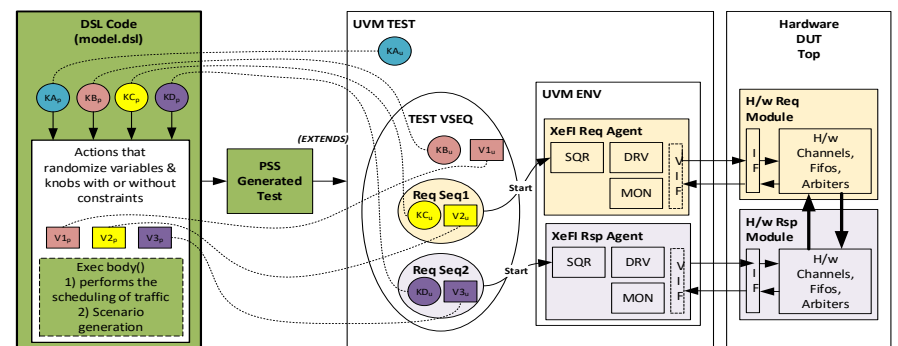 DSL Code
(model.dsl)
KAp
KBp
KCp
KDp
Actions that
randomize variables &
knobs with or without
constraints
V1p
V2p
V3p
Exec body()
1) performs the
scheduling of traffic
2) Scenario
generation
PSS
Generated
Test
(EXTENDS)
UVM TEST
KAu
TEST VSEQ
KBu
V1u
Req Seq1
KCu
V2u
Req Seq2
KDu
V3u
Start
Start
UVM ENV
XeFI Req Agent
SQR
DRV
MON
VIF
XeFI Rsp Agent
SQR
DRV
MON
VIF
Hardware
DUT
Top
H/w Req
Module
IF
H/w
Channels,
Fifos,
Arbiters
H/w Rsp
Module
IF
H/w
Channels,
Fifos,
Arbiters